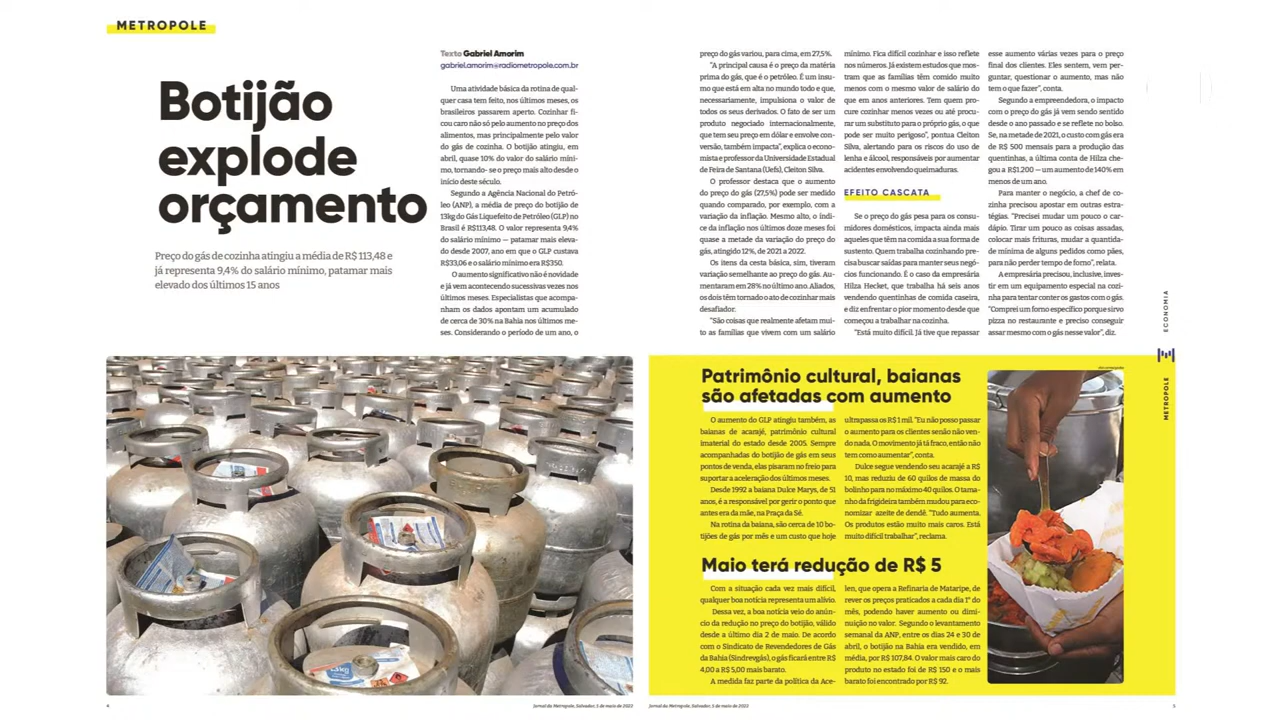 METROPOLE
Botijão
explode
orçamento
Preço do gás de cozinha atingiu a média de R$ 113,48 e
já representa 9,4% do salário mínimo, patamar mais
elevado dos últimos 15 anos
Texto Gabriel Amorim
gabriel.amorim@radiometropole.com.br
Uma atividade básica da rotina de qual-
quer casa tem feito, nos últimos meses, os
brasileiros passarem aperto. Cozinhar fi-
cou caro não só pelo aumento no preço dos
alimentos, mas principalmente pelo valor
do gás de cozinha. O botijão atingiu, em
abril, quase 10% do valor do salário míni-
mo, tornando- se o preço mais alto desde o
início deste século.
Segundo a Agência Nacional do Petró-
leo (ANP), a média de preço do botijão de
13kg do Gás Liquefeito de Petróleo (GLP) no
Brasil é R$113,48. O valor representa 9,4%
do salário mínimo — patamar mais eleva-
do desde 2007, ano em que o GLP custava
R$33,06 e o salário mínimo era R$350.
O aumento significativo não é novidade
e já vem acontecendo sucessivas vezes nos
últimos meses. Especialistas que acompa-
nham os dados apontam um acumulado
de cerca de 30% na Bahia nos últimos me-
ses. Considerando o período de um ano, o
preço do gás variou, para cima, em 27,5%.
"A principal causa é o preço da matéria
prima do gás, que é o petróleo. É um insu-
mo que está em alta no mundo todo e que,
necessariamente, impulsiona o valor de
todos os seus derivados. O fato de ser um
produto negociado internacionalmente,
que tem seu preço em dólar e envolve con-
versão, também impacta", explica o econo-
mista e professor da Universidade Estadual
de Feira de Santana (Uefs), Cleiton Silva.
O professor destaca que o aumento
do preço do gás (27,5%) pode ser medido
quando comparado, por exemplo, com a
variação da inflação. Mesmo alto, o índi-
ce da inflação nos últimos doze meses foi
quase a metade da variação do preço do
gás, atingido 12%, de 2021 a 2022.
Os itens da cesta básica, sim, tiveram
variação semelhante ao preço do gás. Au-
mentaram em 28% no último ano. Aliados,
os dois têm tornado o ato de cozinhar mais
desafiador.
"São coisas que realmente afetam mui-
to as famílias que vivem com um salário
mínimo. Fica difícil cozinhar e isso reflete
nos números. Já existem estudos que mos-
tram que as famílias têm comido muito
menos com o mesmo valor de salário do
que em anos anteriores. Tem quem pro-
cure cozinhar menos vezes ou até procu-
rar um substituto para o próprio gás, o que
pode ser muito perigoso", pontua Cleiton
Silva, alertando para os riscos do uso de
lenha e álcool, responsáveis por aumentar
acidentes envolvendo queimaduras.
EFEITO CASCATA
Se o preço do gás pesa para os consu-
midores domésticos, impacta ainda mais
aqueles que têm na comida a sua forma de
sustento. Quem trabalha cozinhando pre-
cisa buscar saídas para manter seus negó-
cios funcionando. É o caso da empresária
Hilza Hecket, que trabalha há seis anos
vendendo quentinhas de comida caseira,
e diz enfrentar o pior momento desde que
começou a trabalhar na cozinha.
"Está muito difícil. Já tive que repassar
esse aumento várias vezes para o preço
final dos clientes. Eles sentem, vem per-
guntar, questionar o aumento, mas não
tem o que fazer", conta.
Segundo a empreendedora, o impacto
com o preço do gás já vem sendo sentido
desde o ano passado e se reflete no bolso.
Se, na metade de 2021, o custo com gás era
de R$ 500 mensais para a produção das
quentinhas, a última conta de Hilza che-
gou a R$1.200 — um aumento de 140% em
menos de um ano.
Para manter o negócio, a chef de co-
zinha precisou apostar em outras estra-
tégias. "Precisei mudar um pouco o car-
dápio. Tirar um pouco as coisas assadas,
colocar mais frituras, mudar a quantida-
de mínima de alguns pedidos como pães,
para não perder tempo de forno", relata.
A empresária precisou, inclusive, inves-
tir em um equipamento especial na cozi-
nha para tentar conter os gastos com o gás.
"Comprei um forno específico porque sirvo
pizza no restaurante e preciso conseguir
assar mesmo com o gás nesse valor", diz.
ECONOMIA
METROPOLE
Patrimônio cultural, baianas
são afetadas com aumento
O aumento do GLP atingiu também, as
baianas de acarajé, patrimônio cultural
imaterial do estado desde 2005. Sempre
acompanhadas do botijão de gás em seus
pontos de venda, elas pisaram no freio para
suportar a aceleração dos últimos meses.
Desde 1992 a baiana Dulce Marys, de 51
anos, é a responsável por gerir o ponto que
antes era da mãe, na Praça da Sé.
Na rotina da baiana, são cerca de 10 bo-
tijões de gás por mês e um custo que hoje
ultrapassa os R$ 1 mil. "Eu não posso passar
o aumento para os clientes senão não ven-
do nada. O movimento já tá fraco, então não
tem como aumentar", conta.
Dulce segue vendendo seu acarajé a R$
10, mas reduziu de 60 quilos de massa do
bolinho para no máximo 40 quilos. O tama-
nho da frigideira também mudou para eco-
nomizar azeite de dendê. "Tudo aumenta.
Os produtos estão muito mais caros. Está
muito difícil trabalhar", reclama.
Maio terá redução de R$ 5
Com a situação cada vez mais difícil,
qualquer boa notícia representa um alívio.
Dessa vez, a boa notícia veio do anún-
cio da redução no preço do botijão, válido
desde a último dia 2 de maio. De acordo
com o Sindicato de Revendedores de Gás
da Bahia (Sindrevgás), o gás ficará entre R$
4,00 a R$ 5,00 mais barato.
A medida faz parte da política da Ace-
len, que opera a Refinaria de Mataripe, de
rever os preços praticados a cada dia 1º do
mês, podendo haver aumento ou dimi-
nuição no valor. Segundo o levantamento
semanal da ANP, entre os dias 24 e 30 de
abril, o botijão na Bahia era vendido, em
média, por R$ 107,84. O valor mais caro do
produto no estado foi de R$ 150 e o mais
barato foi encontrado por R$ 92.
4
Jornal da Metropole, Salvador, 5 de maio de 2022
Jornal da Metropole, Salvador, 5 de maio de 2022
5